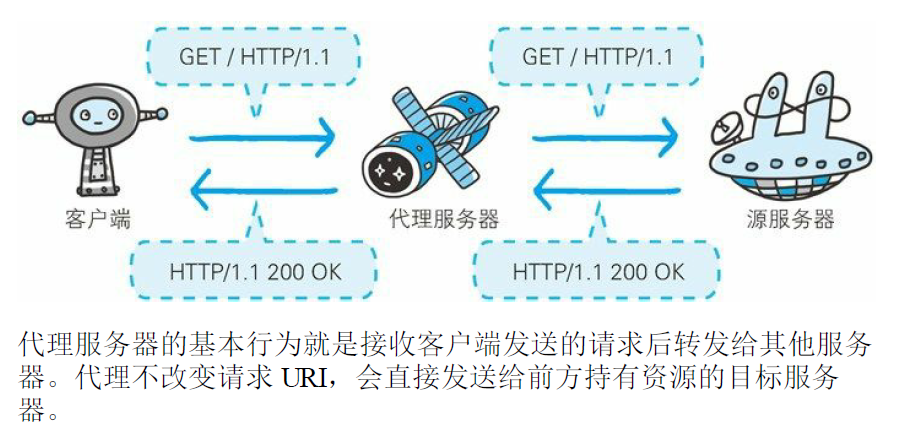 GET / HTTP/1.1
GET / HTTP/1.1
客户端
代理服务器
源服务器
HTTP/1.1 200 OK
HTTP/1.1 200 OK
代理服务器的基本行为就是接收客户端发送的请求后转发给其他服务
器。代理不改变请求 URI，会直接发送给前方持有资源的目标服务
器。